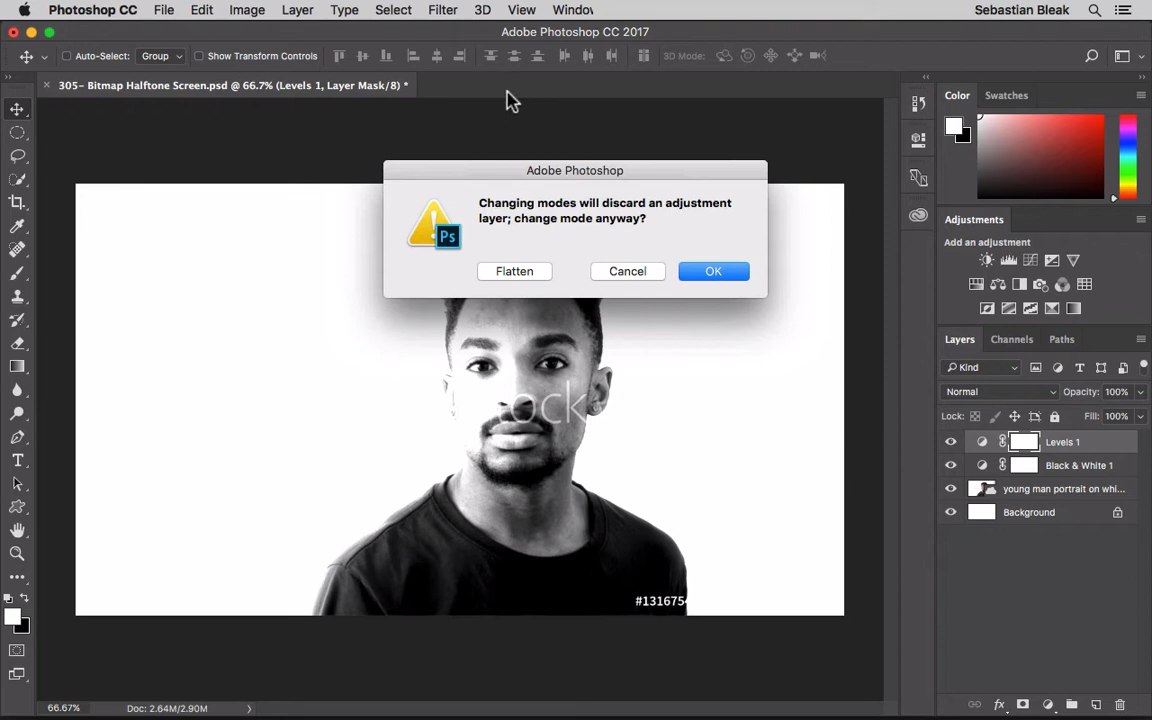 Photoshop CC File Edit Image Layer Type Select Filter 3D View Window
Sebastian Bleak
Adobe Photoshop CC 2017
Auto-Select: Group Show Transform Controls 3D Mode:
305- Bitmap Halftone Screen.psd @ 66.7% (Levels 1, Layer Mask/8) *
Color Swatches
Adobe Photoshop
Changing modes will discard an adjustment
layer; change mode anyway?
Ps
Flatten Cancel OK
Adjustments
Add an adjustment
Layers Channels Paths
Kind
Normal Opacity: 100%
Lock: Fill: 100%
Levels 1
Black & White 1
young man portrait on whi...
Background
ock
#131675
66.67% Doc: 2.64M/2.90M